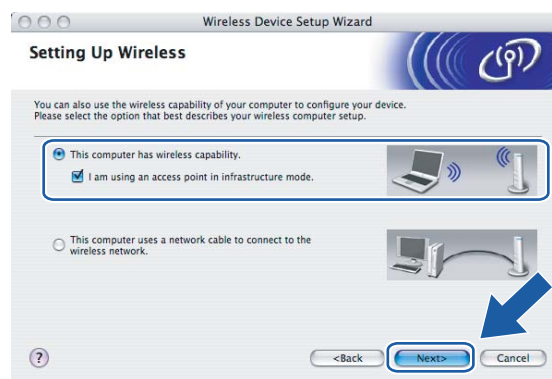 Wireless Device Setup Wizard
Setting Up Wireless
You can also use the wireless capability of your computer to configure your device.
Please select the option that best describes your wireless computer setup.
This computer has wireless capability.
I am using an access point in infrastructure mode.
This computer uses a network cable to connect to the
wireless network.
?
<Back
Next>
Cancel